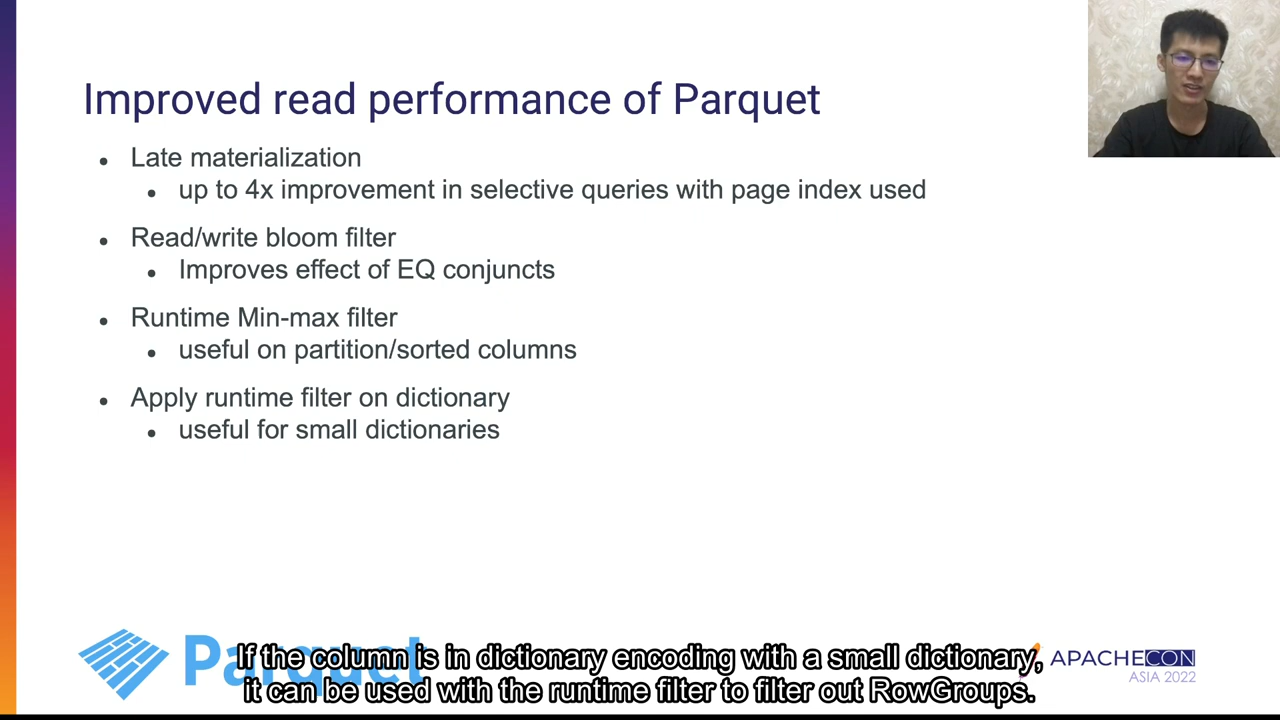 Improved read performance of Parquet
Late materialization
up to 4x improvement in selective queries with page index used
Read/write bloom filter
Improves effect of EQ conjuncts
Runtime Min-max filter
useful on partition/sorted columns
Apply runtime filter on dictionary
useful for small dictionaries
Parquet
If the column is in dictionary encoding with a small dictionary,
it can be used with the runtime filter to filter out RowGroups.
APACHECON
ASIA 2022